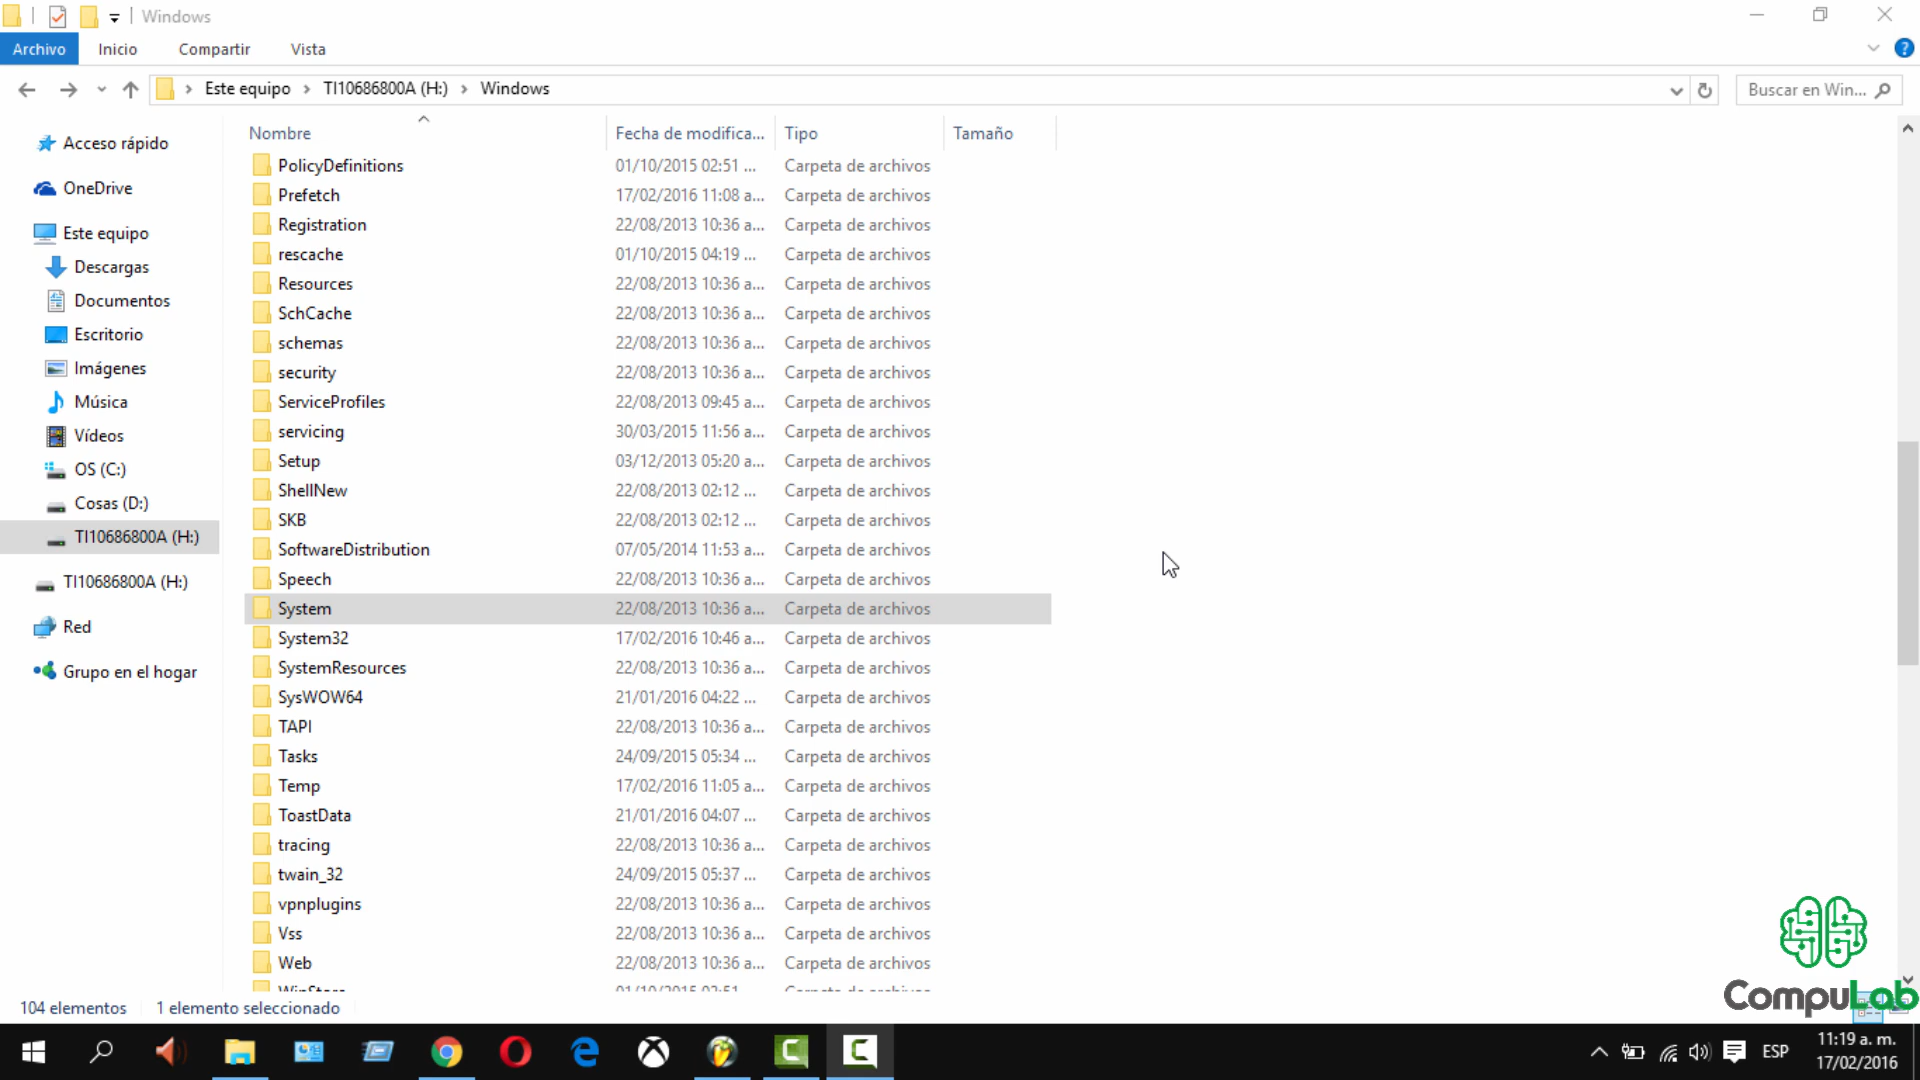 Windows
Archivo Inicio Compartir Vista
Este equipo TI10686800A (H:) Windows
Buscar en Win...
Acceso rápido
OneDrive
Este equipo
Descargas
Documentos
Escritorio
Imágenes
Música
Vídeos
OS (C:)
Cosas (D:)
TI10686800A (H:)
TI10686800A (H:)
Red
Grupo en el hogar
Nombre Fecha de modifica... Tipo Tamaño
PolicyDefinitions 01/10/2015 02:51 ... Carpeta de archivos
Prefetch 17/02/2016 11:08 a... Carpeta de archivos
Registration 22/08/2013 10:36 a... Carpeta de archivos
rescache 01/10/2015 04:19 ... Carpeta de archivos
Resources 22/08/2013 10:36 a... Carpeta de archivos
SchCache 22/08/2013 10:36 a... Carpeta de archivos
schemas 22/08/2013 10:36 a... Carpeta de archivos
security 22/08/2013 10:36 a... Carpeta de archivos
ServiceProfiles 22/08/2013 09:45 a... Carpeta de archivos
servicing 30/03/2015 11:56 a... Carpeta de archivos
Setup 03/12/2013 05:20 a... Carpeta de archivos
ShellNew 22/08/2013 02:12 ... Carpeta de archivos
SKB 22/08/2013 02:12 ... Carpeta de archivos
SoftwareDistribution 07/05/2014 11:53 a... Carpeta de archivos
Speech 22/08/2013 10:36 a... Carpeta de archivos
System 22/08/2013 10:36 a... Carpeta de archivos
System32 17/02/2016 10:46 a... Carpeta de archivos
SystemResources 22/08/2013 10:36 a... Carpeta de archivos
SysWOW64 21/01/2016 04:22 ... Carpeta de archivos
TAPI 22/08/2013 10:36 a... Carpeta de archivos
Tasks 24/09/2015 05:34 ... Carpeta de archivos
Temp 17/02/2016 11:05 a... Carpeta de archivos
ToastData 21/01/2016 04:07 ... Carpeta de archivos
tracing 22/08/2013 10:36 a... Carpeta de archivos
twain_32 24/09/2015 05:37 ... Carpeta de archivos
vpnplugins 22/08/2013 10:36 a... Carpeta de archivos
Vss 22/08/2013 10:36 a... Carpeta de archivos
Web 22/08/2013 10:36 a... Carpeta de archivos
104 elementos 1 elemento seleccionado
CompuLab
ESP
11:19 a. m.
17/02/2016